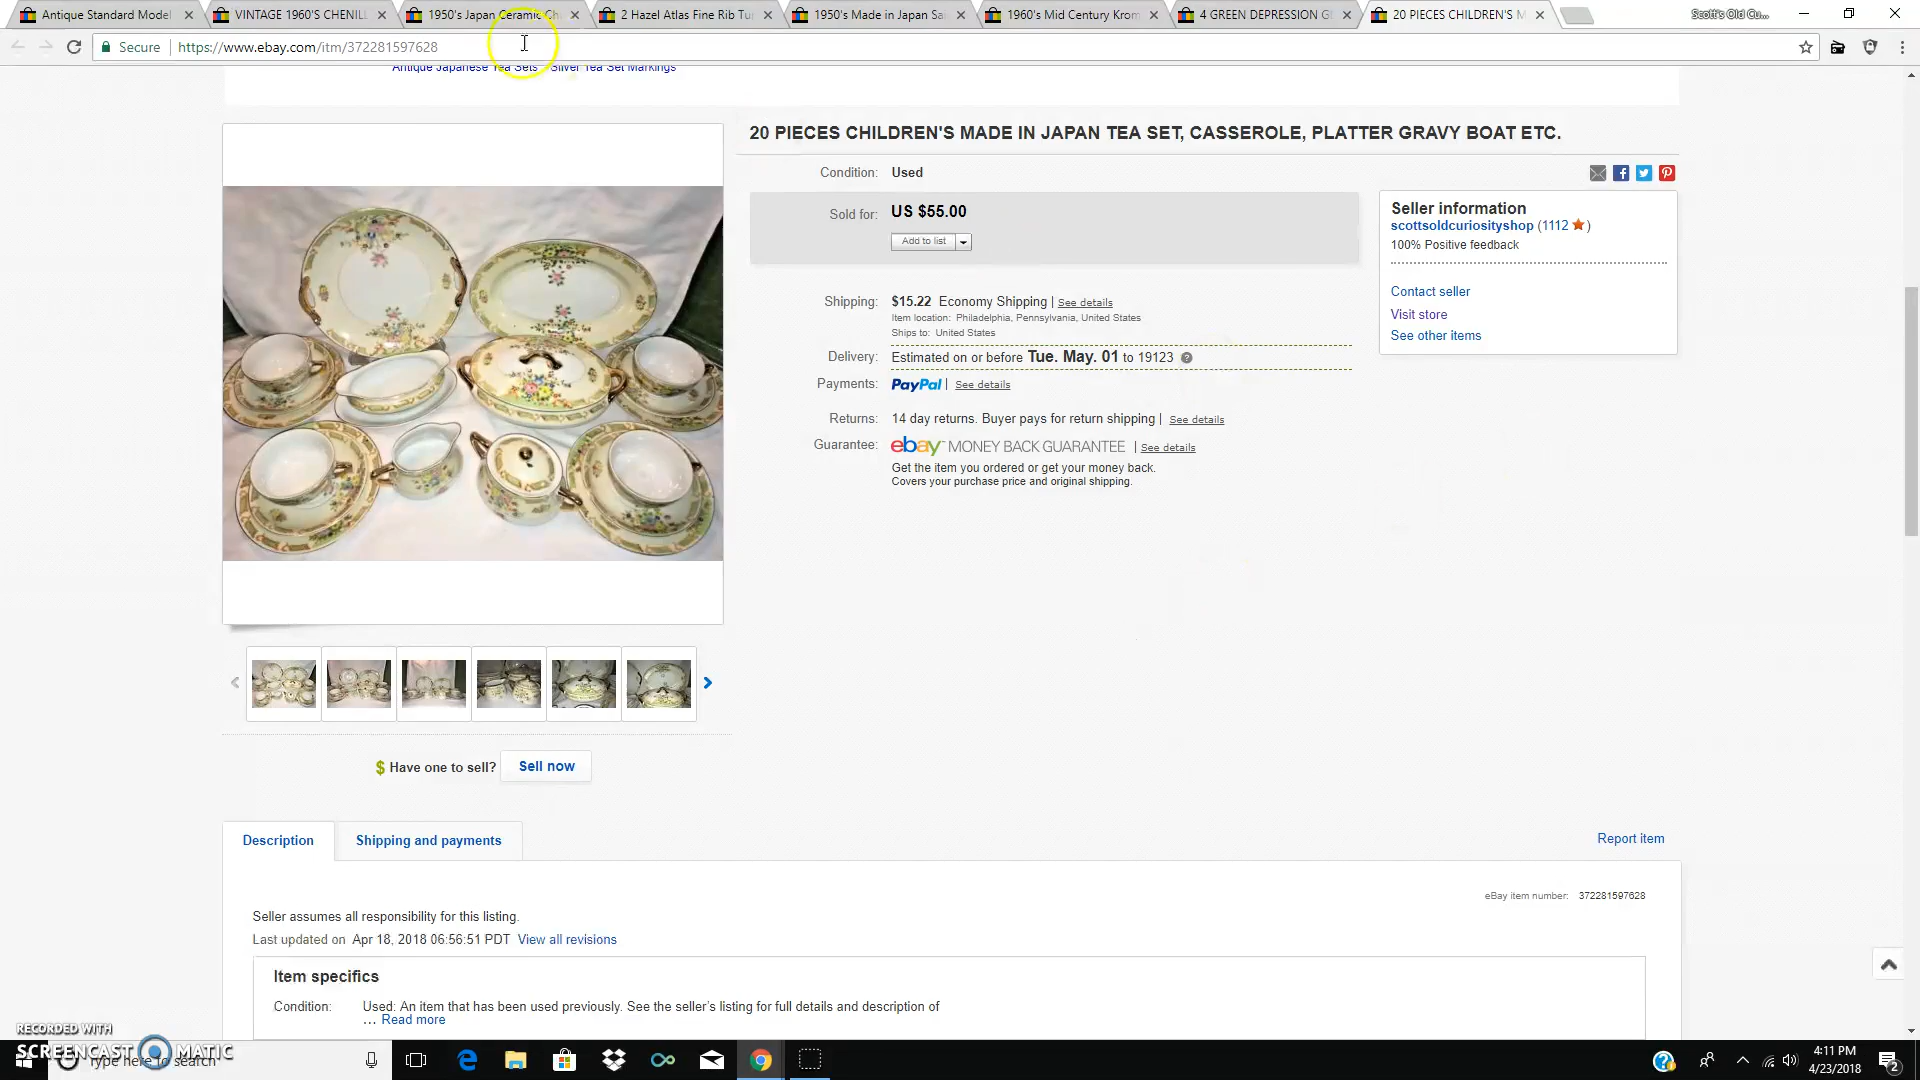 Antique Standard Model
VINTAGE 1960'S CHENILL
1950's Japan Ceramic Ch
2 Hazel Atlas Fine Rib Tu
1950's Made in Japan Sa
1960's Mid Century Krom
4 GREEN DEPRESSION G
20 PIECES CHILDREN'S M
Scott's Old Cu...
Secure
https://www.ebay.com/itm/372281597628
Antique Japanese Tea Sets
Silver Tea Set Markings
20 PIECES CHILDREN'S MADE IN JAPAN TEA SET, CASSEROLE, PLATTER GRAVY BOAT ETC.
Condition: Used
Sold for: US $55.00
Add to list
Shipping: $15.22 Economy Shipping | See details
Item location: Philadelphia, Pennsylvania, United States
Ships to: United States
Delivery: Estimated on or before Tue. May. 01 to 19123
Payments: PayPal | See details
Returns: 14 day returns. Buyer pays for return shipping | See details
Guarantee: ebay MONEY BACK GUARANTEE | See details
Get the item you ordered or get your money back.
Covers your purchase price and original shipping.
Seller information
scottsoldcuriosityshop (1112 )
100% Positive feedback
Contact seller
Visit store
See other items
$ Have one to sell? Sell now
Description
Shipping and payments
Report item
eBay item number: 372281597628
Seller assumes all responsibility for this listing.
Last updated on Apr 18, 2018 06:56:51 PDT View all revisions
Item specifics
Condition: Used: An item that has been used previously. See the seller's listing for full details and description of
... Read more
RECORDED WITH
SCREENCAST MATIC
Type here to search
4:11 PM
4/23/2018
2